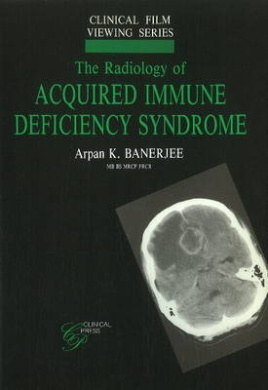 CLINICAL FILM
VIEWING SERIES
The Radiology of
ACQUIRED IMMUNE
DEFICIENCY SYNDROME
Arpan K. BANERJEE
MB BS MRCP FRCR
CP
CLINICAL
PRESS